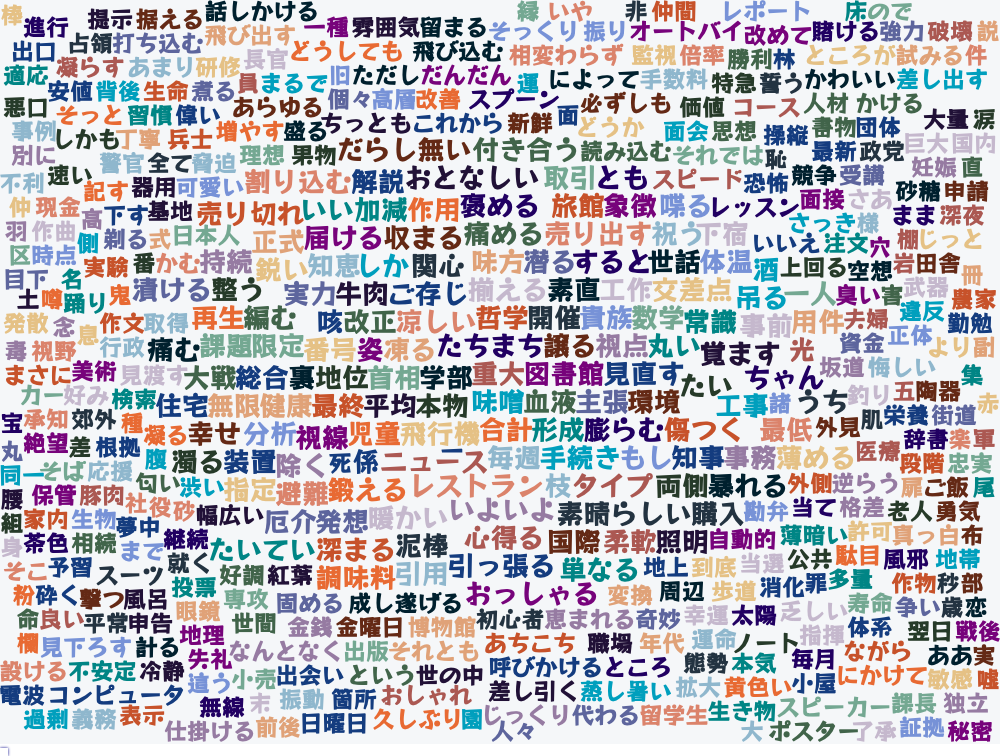 棒 進行 提示 据える 話しかける 一種 雰囲気 留まる 縁 いや 非 仲間 レポート 床 ので
出口 占領 打ち込む 飛び出す そっくり 振り オートバイ 改めて 賭ける 強力 破壊 説
適応 凝らす あまり 研修 長官 どうしても 飛び込む 相変わらず 監視 倍率 勝利 林 ところが 試みる 件
安値 背後 生命 煮る 員 まるで 旧 ただし だんだん 運 によって 手数料 特急 誓う かわいい 差し出す
悪口 そっと 習慣 偉い あらゆる 個々 高層 改善 スプーン 面 必ずしも 価値 コース 人材 かける 大量 涙
事例 しかも 丁寧 兵士 増やす 盛る ちっとも これから 新鮮 どうか 面会 思想 操縦 書物 団体 巨大 国内
別に 警官 全て 脅迫 理想 果物 だらし無い 付き合う 読み込む それでは 恥 最新 政党 妊娠 直
不利 速い 記す 器用 可愛い 割り込む 解説 おとなしい 取引 とも スピード 恐怖 競争 受講 砂糖 申請
仲 現金 高 下す 基地 売り切れ いい加減 作用 褒める 旅館 象徴 喋る レッスン 面接 さあ まま 深夜
羽 作曲 側 剃る 式 日本人 正式 届ける 収まる 痛める 売り出す 祝う 下宿 いいえ さっき 様 注文 穴 棚 じっと
区 時点 実験 番 かむ 持続 鋭い 知恵 しか 関心 味方 潜る すると 世話 体温 酒 上回る 空想 岩 田舎 冊
目下 名 土 噂 踊り 鬼 漬ける 整う 実力 牛肉 ご存じ 揃える 素直 工作 交差点 吊る 一人 臭い 害 武器 農家
発散 念 息 作文 取得 再生 編む 咳 改正 涼しい 哲学 開催 貴族 数学 常識 事前 用件 夫婦 違反 勤勉
毒 視野 行政 痛む 課題 限定 番号 姿 凍る たちまち 譲る 視点 丸い 覚ます 光 資金 正体 より 副
まさに 美術 見渡す 大戦 総合 裏 地位 首相 学部 重大 図書館 見直す たい ちゃん 坂道 悔しい 集
カー 好み 検索 住宅 無限 健康 最終 平均 本物 味噌 血液 主張 環境 工事 諸 うち 釣り 五 陶器 赤
宝 承知 郊外 種 凝る 幸せ 分析 視線 児童 飛行機 合計 形成 膨らむ 傷つく 最低 外見 肌 栄養 街道
丸 絶望 差 根拠 腹 濁る 装置 除く 死 係 ニュース 一 毎週 手続き もし 知事 事務 薄める 医療 辞書 楽 軍
同一 そば 応援 匂い 渋い 指定 避難 鍛える レストラン 枝 タイプ 両側 暴れる 外側 逆らう 段階 忠実
腰 保管 豚肉 社役 砂 幅広い 厄介 発想 暖かい いよいよ 素晴らしい 購入 勘弁 当て 格差 扉 ご飯 尾
組 家内 生物 夢中 継続 たいてい 深まる 泥棒 心得る 国際 柔軟 照明 自動的 薄暗い 許可 老人 勇気
身 茶色 相続 まで 就く 好調 紅葉 調味料 引用 引っ張る 単なる 地上 到底 当選 公共 駄目 真っ白 布
そこ 予習 スーツ 投票 専攻 固める 成し遂げる おっしゃる 変換 周辺 歩道 消化 罪 多量 風邪 地帯
粉 砕く 撃つ 風呂 眼鏡 世間 金銭 金曜日 博物館 初心者 恵まれる 奇妙 幸運 太陽 乏しい 寿命 作物 秒 部
命 良い 平常 申告 地理 なんとなく 出版 それとも あちこち 職場 年代 運命 ノート 指揮 体系 争い 歳 恋
欄 見下ろす 計る 失礼 小売 出会い という 世の中 呼びかける ところ 態勢 本気 毎月 ながら 翌日 戦後
設ける 不安定 冷静 違う 振動 箇所 おしゃれ 差し引く 蒸し暑い 拡大 黄色い 小屋 にかけて ああ 実
電波 コンピュータ 無線 末 日曜日 久しぶり 園 じっくり 代わる 留学生 生き物 スピーカー 課長 敏感 嘘
過剰 義務 表示 仕掛ける 前後 人々 大 ポスター 了承 証拠 独立 秘密